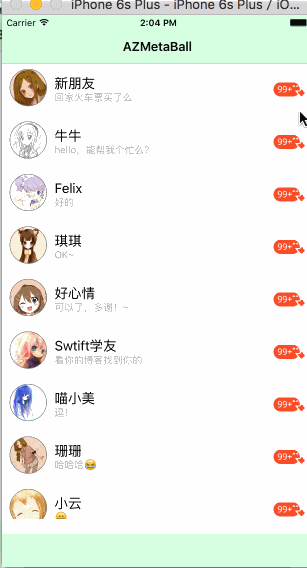 iPhone 6s Plus - iPhone 6s Plus / iO...
Carrier 2:04 PM
AZMetaBall
新朋友
回家火车票买了么
99+
牛牛
hello，能帮我个忙么？
99+
Felix
好的
99+
琪琪
OK~
99+
好心情
可以了，多谢！~
99+
Swtift学友
看你的博客找到你的
99+
喵小美
逗！
99+
珊珊
哈哈哈😂
99+
小云
99+